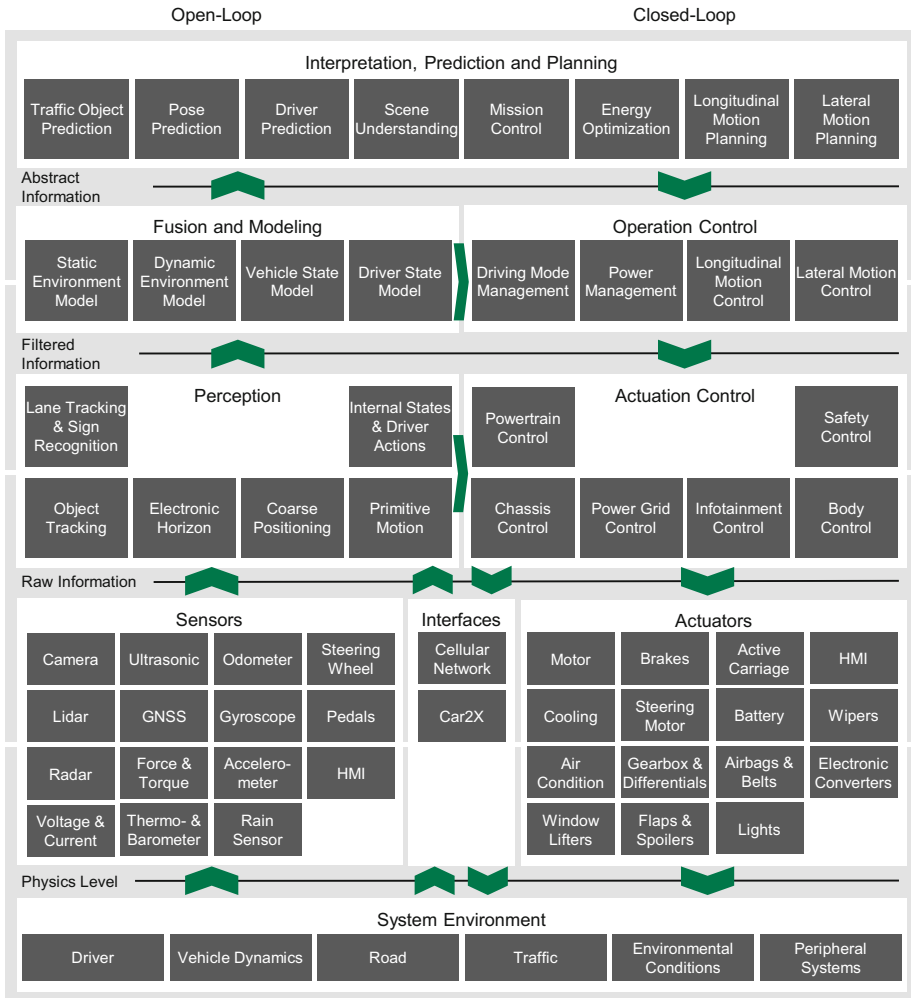 Open-Loop
Closed-Loop
Interpretation, Prediction and Planning
Traffic Object
Prediction
Pose
Prediction
Driver
Prediction
Scene
Understanding
Mission
Control
Energy
Optimization
Longitudinal
Motion
Planning
Lateral
Motion
Planning
Abstract
Information
Fusion and Modeling
Static
Environment
Model
Dynamic
Environment
Model
Vehicle State
Model
Driver State
Model
Operation Control
Driving Mode
Management
Power
Management
Longitudinal
Motion
Control
Lateral Motion
Control
Filtered
Information
Perception
Lane Tracking
& Sign
Recognition
Internal States
& Driver
Actions
Object
Tracking
Electronic
Horizon
Coarse
Positioning
Primitive
Motion
Actuation Control
Powertrain
Control
Safety
Control
Chassis
Control
Power Grid
Control
Infotainment
Control
Body
Control
Raw Information
Sensors
Camera
Ultrasonic
Odometer
Steering
Wheel
Lidar
GNSS
Gyroscope
Pedals
Radar
Force &
Torque
Accelero-
meter
HMI
Voltage &
Current
Thermo- &
Barometer
Rain
Sensor
Interfaces
Cellular
Network
Car2X
Actuators
Motor
Brakes
Active
Carriage
HMI
Cooling
Steering
Motor
Battery
Wipers
Air
Condition
Gearbox &
Differentials
Airbags &
Belts
Electronic
Converters
Window
Lifters
Flaps &
Spoilers
Lights
Physics Level
System Environment
Driver
Vehicle Dynamics
Road
Traffic
Environmental
Conditions
Peripheral
Systems